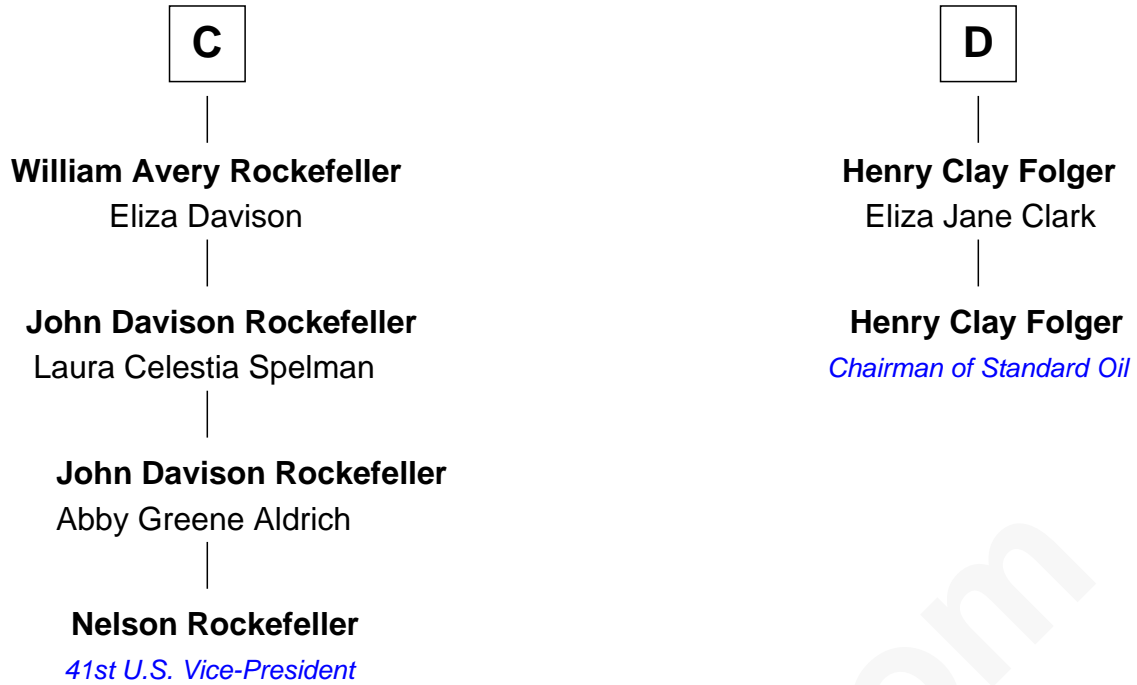 C
William Avery Rockefeller
Eliza Davison
John Davison Rockefeller
Laura Celestia Spelman
John Davison Rockefeller
Abby Greene Aldrich
Nelson Rockefeller
41st U.S. Vice-President
D
Henry Clay Folger
Eliza Jane Clark
Henry Clay Folger
Chairman of Standard Oil
om